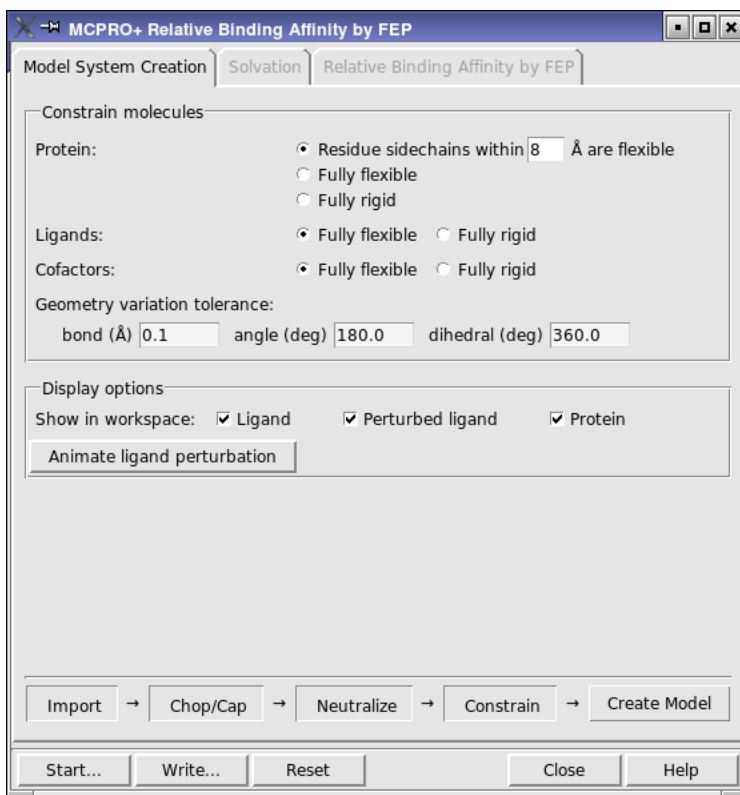 MCPRO+ Relative Binding Affinity by FEP
Model System Creation Solvation Relative Binding Affinity by FEP
Constrain molecules
Protein: Residue sidechains within 8 Å are flexible
Fully flexible
Fully rigid
Ligands: Fully flexible Fully rigid
Cofactors: Fully flexible Fully rigid
Geometry variation tolerance:
bond (Å) 0.1 angle (deg) 180.0 dihedral (deg) 360.0
Display options
Show in workspace: Ligand Perturbed ligand Protein
Animate ligand perturbation
Import → Chop/Cap → Neutralize → Constrain → Create Model
Start... Write... Reset Close Help